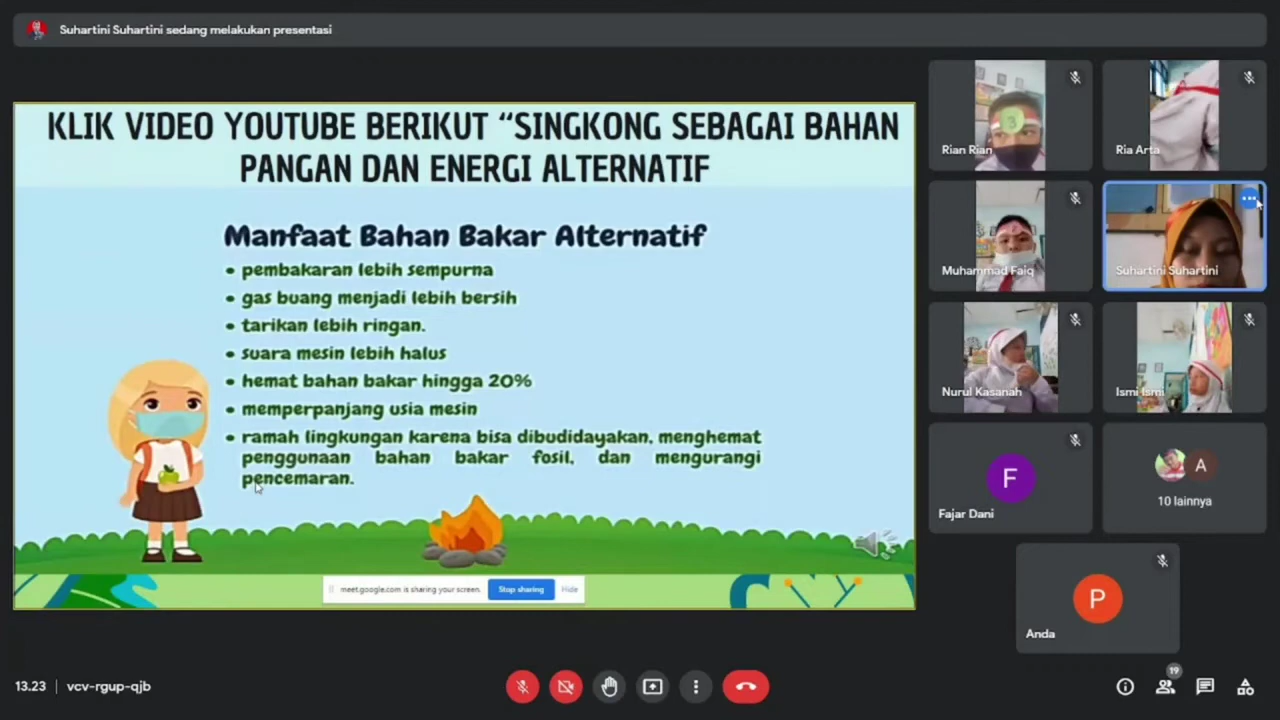 Suhartini Suhartini sedang melakukan presentasi
KLIK VIDEO YOUTUBE BERIKUT “SINGKONG SEBAGAI BAHAN
PANGAN DAN ENERGI ALTERNATIF
Manfaat Bahan Bakar Alternatif
• pembakaran lebih sempurna
• gas buang menjadi lebih bersih
• tarikan lebih ringan.
• suara mesin lebih halus
• hemat bahan bakar hingga 20%
• memperpanjang usia mesin
• ramah lingkungan karena bisa dibudidayakan, menghemat
penggunaan bahan bakar fosil, dan mengurangi
pencemaran.
meet.google.com is sharing your screen.
Stop sharing
Hide
3
Rian Rian
Ria Arta
Muhammad Faiq
Suhartini Suhartini
Nurul Kasanah
Ismi Ismi
F
Fajar Dani
A
10 lainnya
P
Anda
13.23 | vcv-rgup-qjb
19